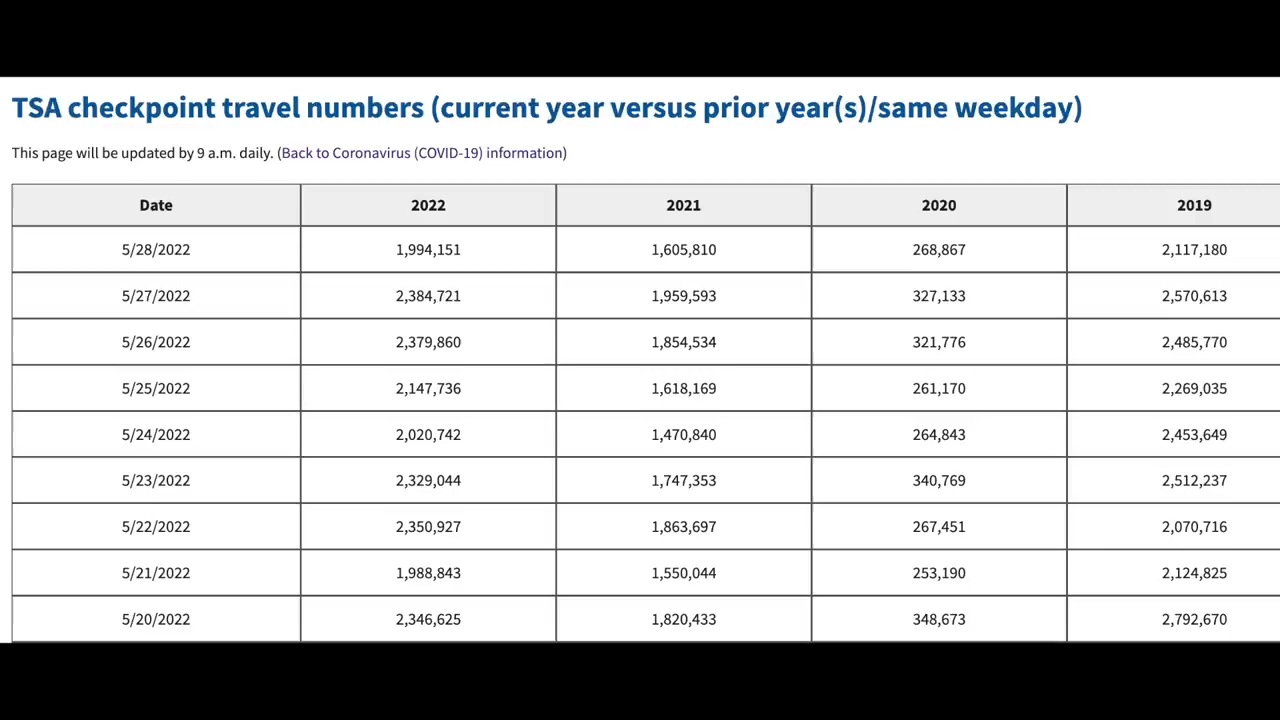 TSA checkpoint travel numbers (current year versus prior year(s)/same weekday)
This page will be updated by 9 a.m. daily. (Back to Coronavirus (COVID-19) information)
Date 2022 2021 2020 2019
5/28/2022 1,994,151 1,605,810 268,867 2,117,180
5/27/2022 2,384,721 1,959,593 327,133 2,570,613
5/26/2022 2,379,860 1,854,534 321,776 2,485,770
5/25/2022 2,147,736 1,618,169 261,170 2,269,035
5/24/2022 2,020,742 1,470,840 264,843 2,453,649
5/23/2022 2,329,044 1,747,353 340,769 2,512,237
5/22/2022 2,350,927 1,863,697 267,451 2,070,716
5/21/2022 1,988,843 1,550,044 253,190 2,124,825
5/20/2022 2,346,625 1,820,433 348,673 2,792,670